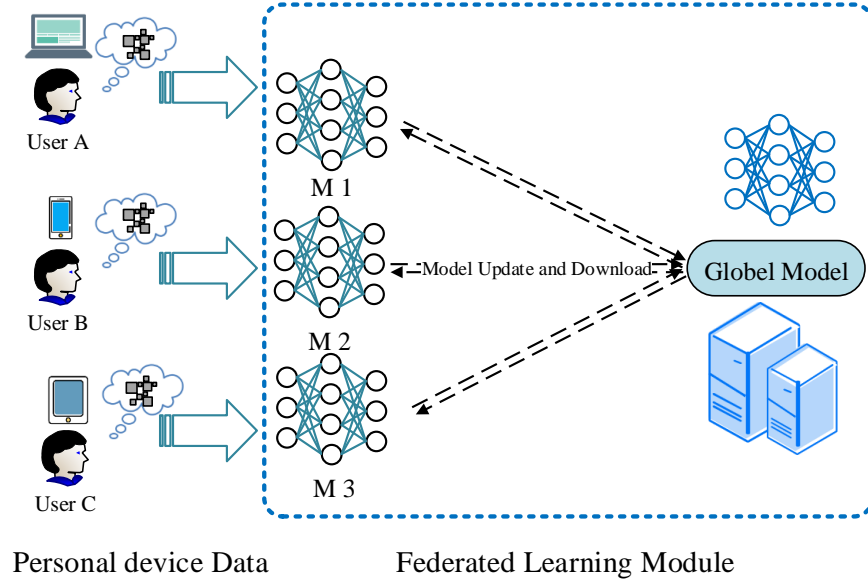 User A
M 1
User B
M 2
Model Update and Download
Globel Model
User C
M 3
Personal device Data
Federated Learning Module